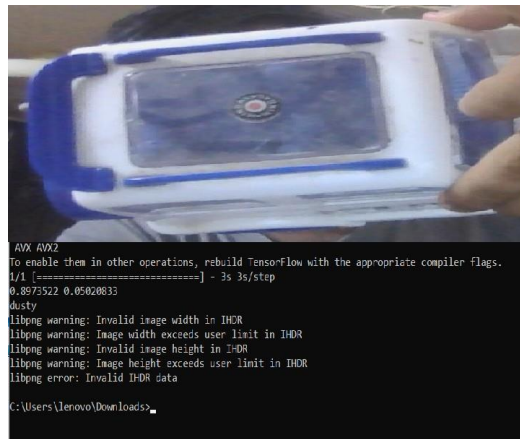 AVX AVX2
To enable them in other operations, rebuild TensorFlow with the appropriate compiler flags.
1/1 [==============================] - 3s 3s/step
0.8973522 0.05020833
dusty
libpng warning: Invalid image width in IHDR
libpng warning: Image width exceeds user limit in IHDR
libpng warning: Invalid image height in IHDR
libpng warning: Image height exceeds user limit in IHDR
libpng error: Invalid IHDR data
C:\Users\lenovo\Downloads>